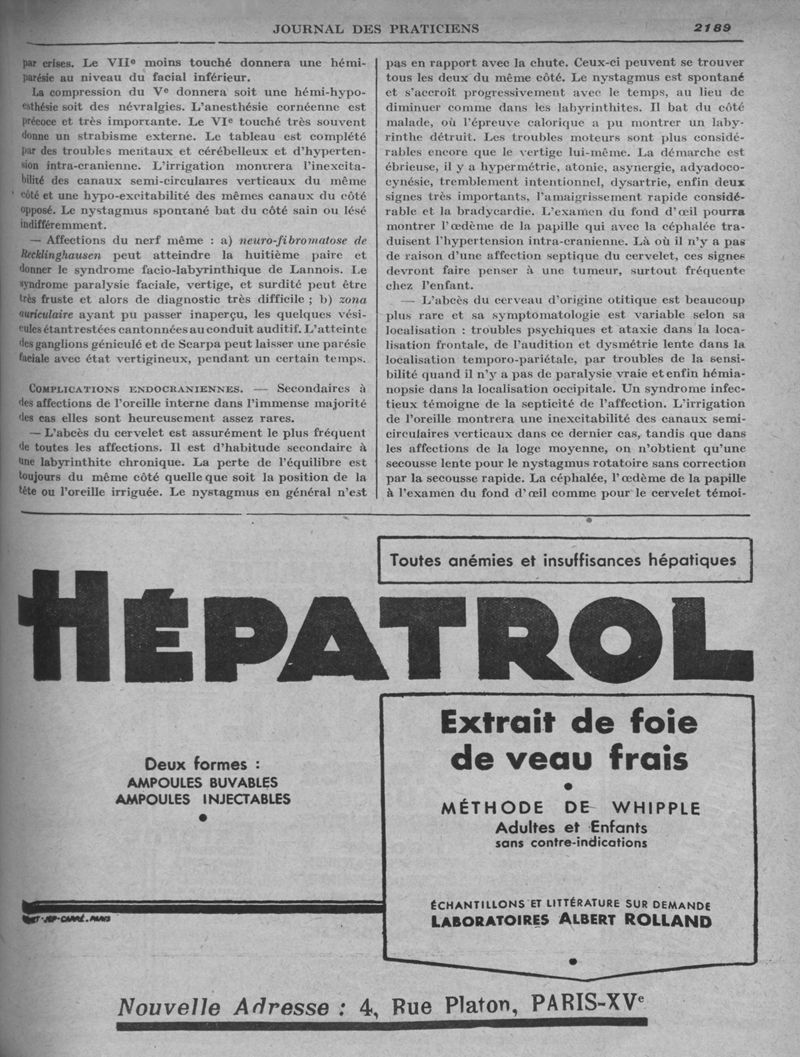 JOURNAL DES PRATICIENS 2189
par crises. Le VIIe moins touché donnera une hémi-
parésie au niveau du facial inférieur.
La compression du Ve donnera soit une hémi-hypo-
esthésie soit des névralgies. L'anesthésie cornéenne est
précoce et très importante. Le VIe touché très souvent
donne un strabisme externe. Le tableau est complété
par des troubles mentaux et cérébelleux et d'hyperten-
sion intra-cranienne. L'irrigation montrera l'inexcita-
bilité des canaux semi-circulaires verticaux du même
côté et une hypo-excitabilité des mêmes canaux du côté
opposé. Le nystagmus spontané bat du côté sain ou lésé
indifféremment.
— Affections du nerf même : a) neuro-fibromatose de
Recklinghausen peut atteindre la huitième paire et
donner le syndrome facio-labyrinthique de Lannois. Le
syndrome paralysie faciale, vertige, et surdité peut être
très fruste et alors de diagnostic très difficile ; b) zona
auriculaire ayant pu passer inaperçu, les quelques vési-
cules étant restées cantonnées au conduit auditif. L'atteinte
des ganglions géniculé et de Scarpa peut laisser une parésie
faciale avec état vertigineux, pendant un certain temps.
COMPLICATIONS ENDOCRANIENNES. — Secondaires à
des affections de l'oreille interne dans l'immense majorité
des cas elles sont heureusement assez rares.
— L'abcès du cervelet est assurément le plus fréquent
de toutes les affections. Il est d'habitude secondaire à
une labyrinthite chronique. La perte de l'équilibre est
toujours du même côté quelle que soit la position de la
tête ou l'oreille irriguée. Le nystagmus en général n'est
pas en rapport avec la chute. Ceux-ci peuvent se trouver
tous les deux du même côté. Le nystagmus est spontané
et s'accroît progressivement avec le temps, au lieu de
diminuer comme dans les labyrinthites. Il bat du côté
malade, où l'épreuve calorique a pu montrer un laby-
rinthe détruit. Les troubles moteurs sont plus considé-
rables encore que le vertige lui-même. La démarche est
ébrieuse, il y a hypermétrie, atonie, asynergie, adyadoco-
cynésie, tremblement intentionnel, dysartrie, enfin deux
signes très importants, l'amaigrissement rapide considé-
rable et la bradycardie. L'examen du fond d'œil pourra
montrer l'œdème de la papille qui avec la céphalée tra-
duisent l'hypertension intra-cranienne. Là où il n'y a pas
de raison d'une affection septique du cervelet, ces signes
devront faire penser à une tumeur, surtout fréquente
chez l'enfant.
— L'abcès du cerveau d'origine otitique est beaucoup
plus rare et sa symptomatologie est variable selon sa
localisation : troubles psychiques et ataxie dans la loca-
lisation frontale, de l'audition et dysmétrie lente dans la
localisation temporo-pariétale, par troubles de la sensi-
bilité quand il n'y a pas de paralysie vraie et enfin hémia-
nopsie dans la localisation occipitale. Un syndrome infec-
tieux témoigne de la septicité de l'affection. L'irrigation
de l'oreille montrera une inexcitabilité des canaux semi-
circulaires verticaux dans ce dernier cas, tandis que dans
les affections de la loge moyenne, on n'obtient qu'une
secousse lente pour le nystagmus rotatoire sans correction
par la secousse rapide. La céphalée, l'œdème de la papille
à l'examen du fond d'œil comme pour le cervelet témoi-
Toutes anémies et insuffisances hépatiques
HÉPATROL
Extrait de foie
de veau frais
Deux formes :
AMPOULES BUVABLES
AMPOULES INJECTABLES
MÉTHODE DE WHIPPLE
Adultes et Enfants
sans contre-indications
ÉCHANTILLONS ET LITTÉRATURE SUR DEMANDE
LABORATOIRES ALBERT ROLLAND
Nouvelle Adresse : 4, Rue Platon, PARIS-XVe